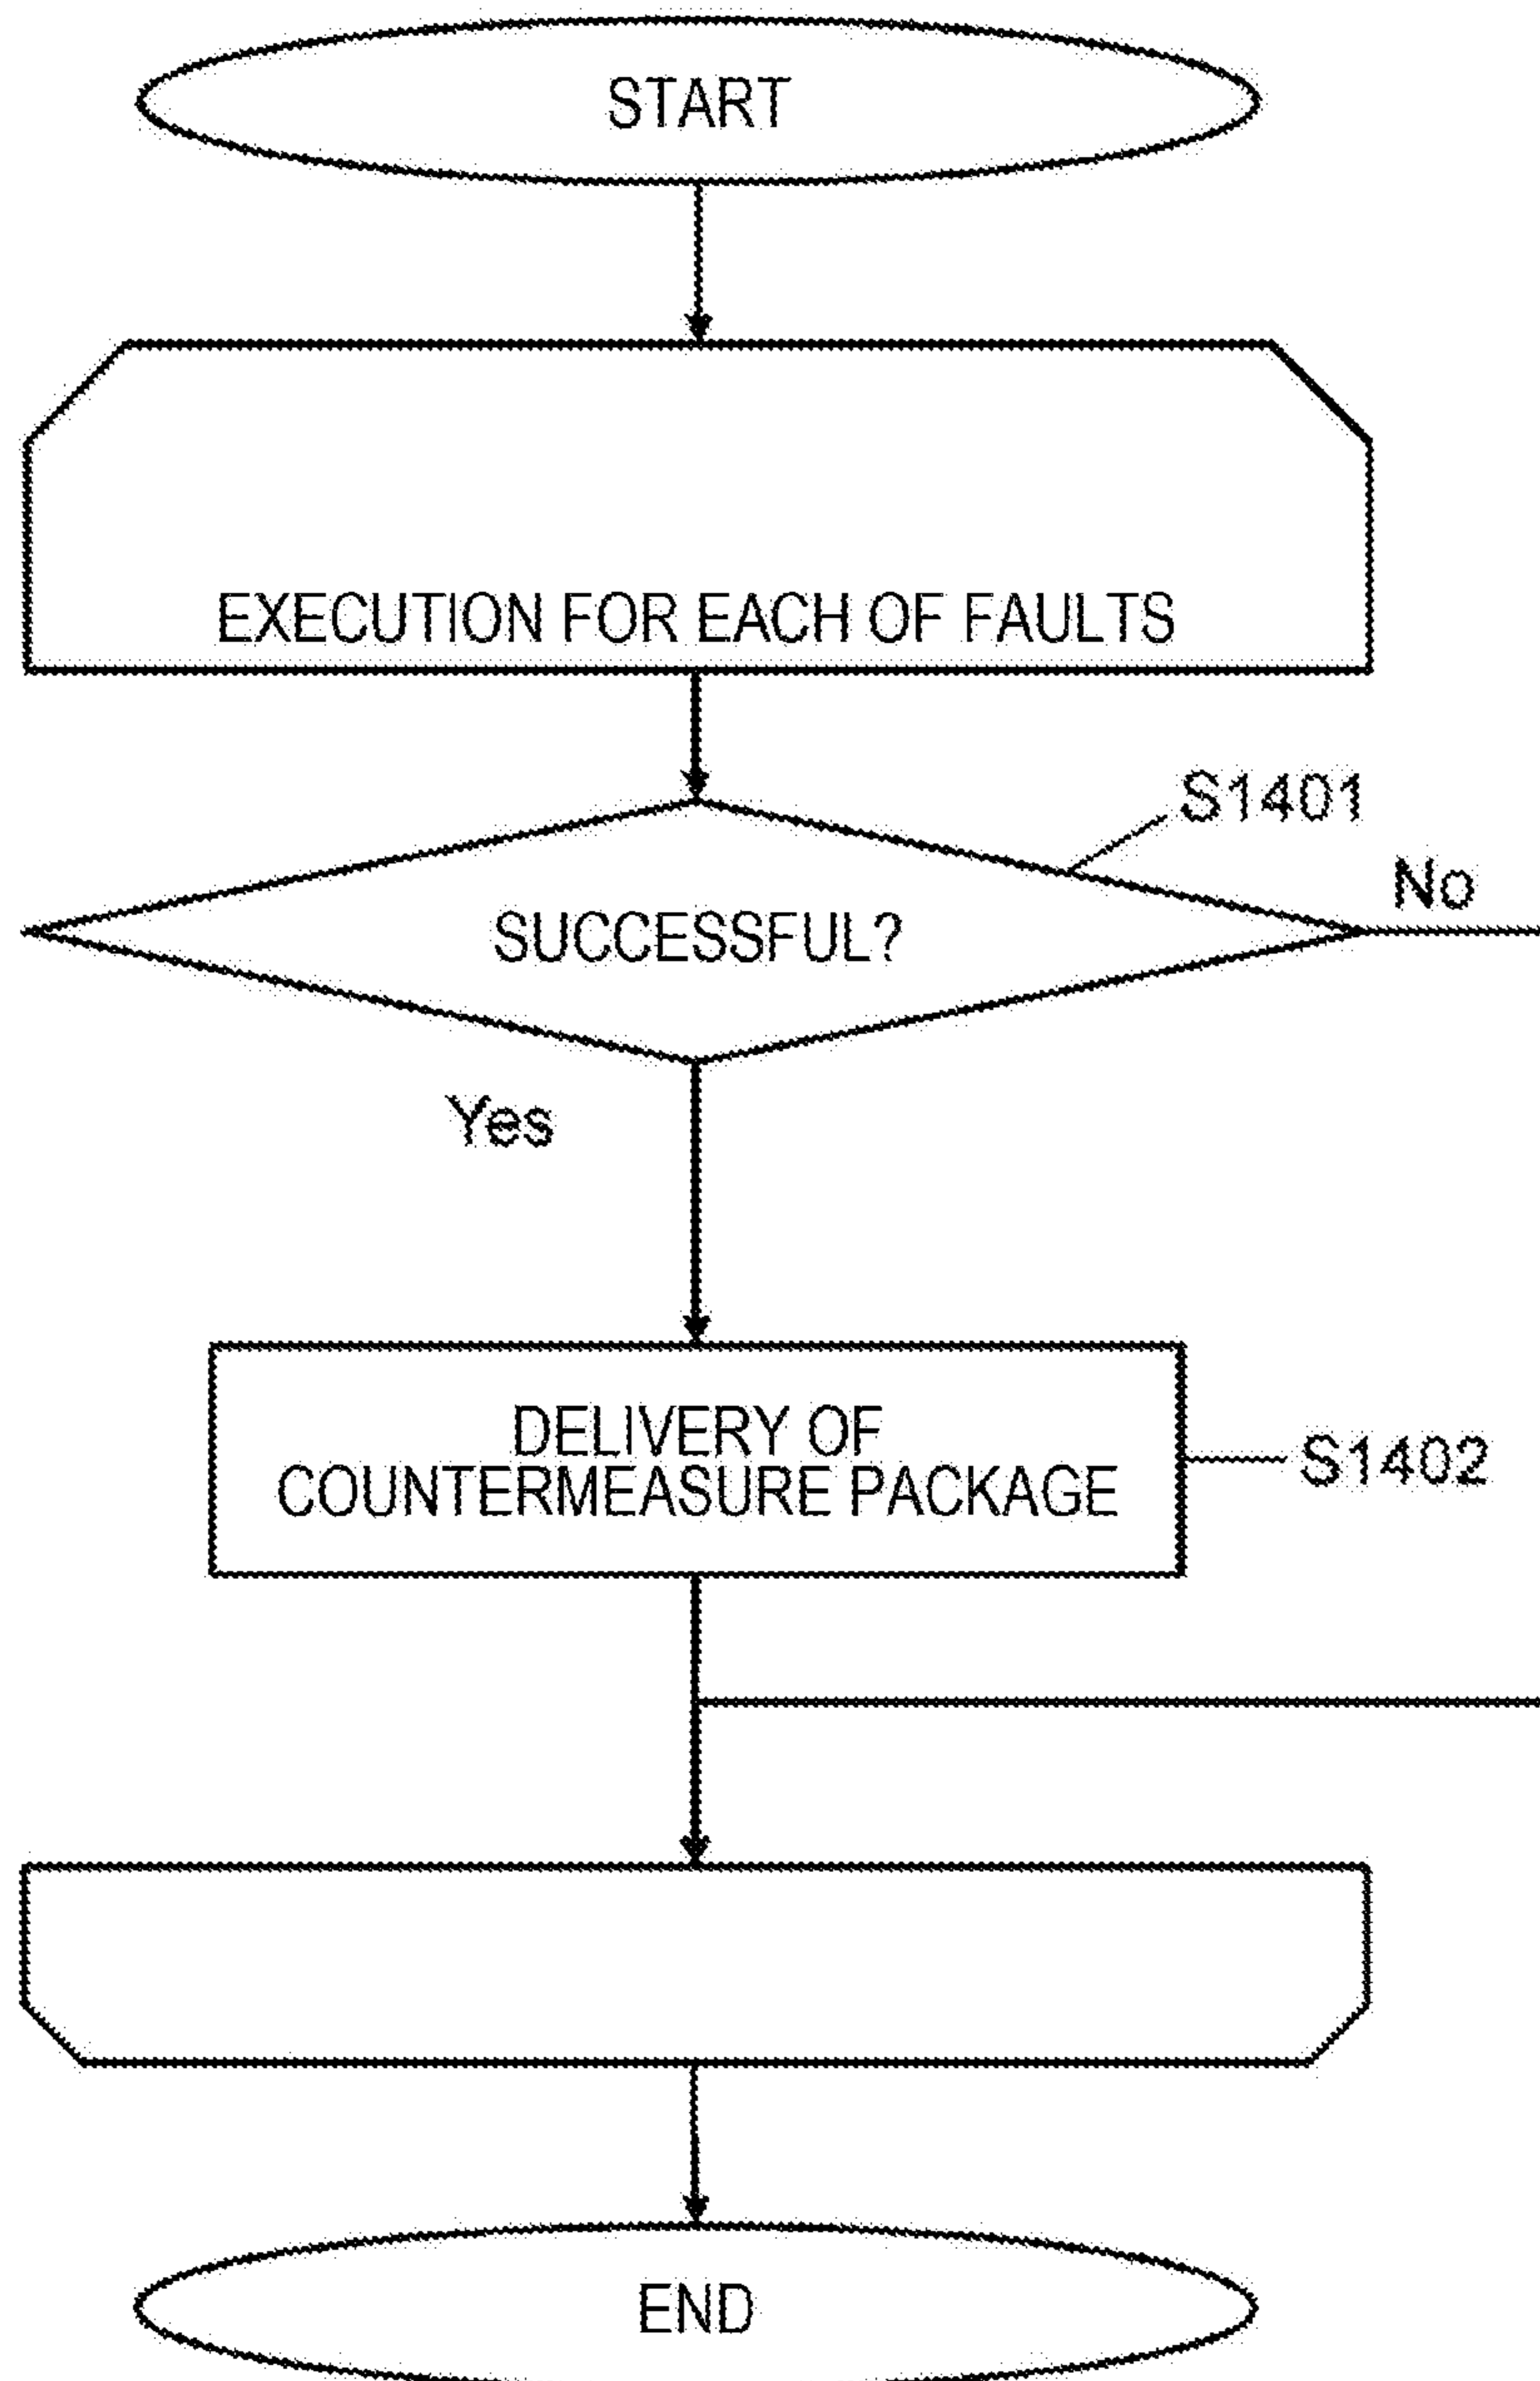 START
EXECUTION FOR EACH OF FAULTS
S1401
No
SUCCESSFUL?
Yes
DELIVERY OF
COUNTERMEASURE PACKAGE
S1402
END